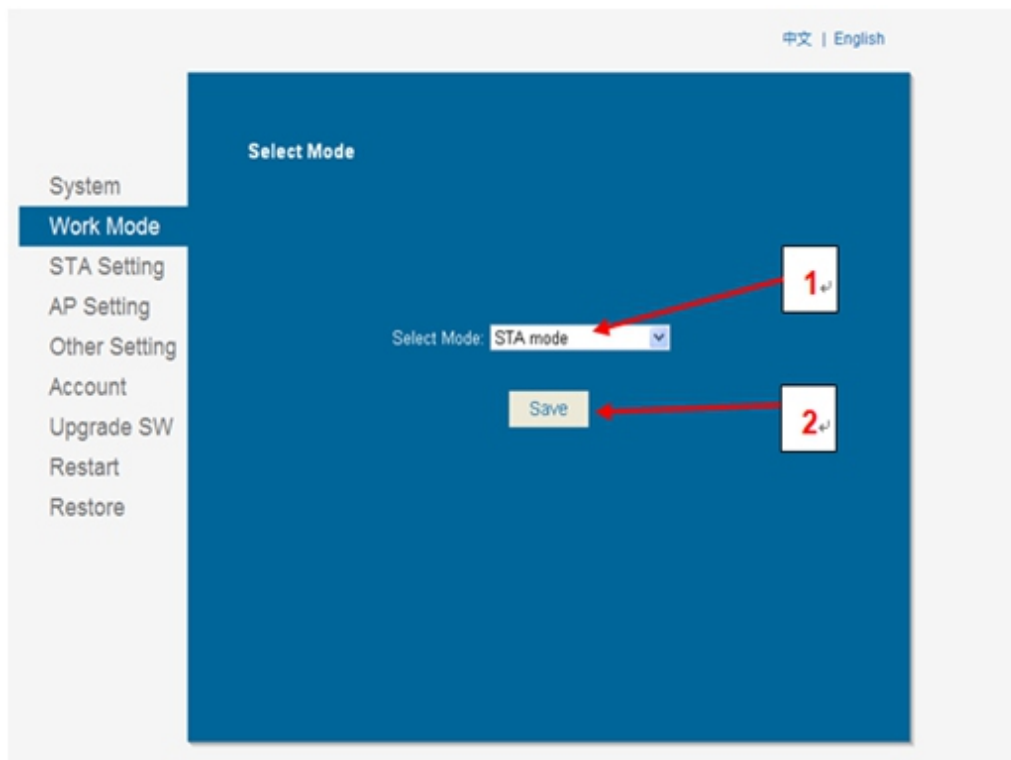 中文 | English
Select Mode
System
Work Mode
STA Setting
AP Setting
Other Setting
Account
Upgrade SW
Restart
Restore
1↵
Select Mode: STA mode
Save
2↵